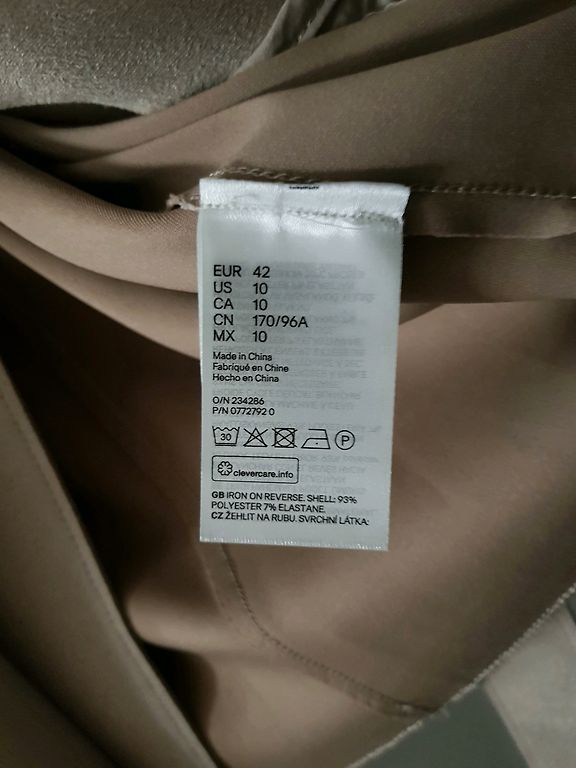 EUR 42
US 10
CA 10
CN 170/96A
MX 10
Made in China
Fabriqué en Chine
Hecho en China
O/N 234286
P/N 0772792 0
30
P
clevercare.info
GB IRON ON REVERSE. SHELL: 93%
POLYESTER 7% ELASTANE.
CZ ŽEHLIT NA RUBU. SVRCHNÍ LÁTKA: